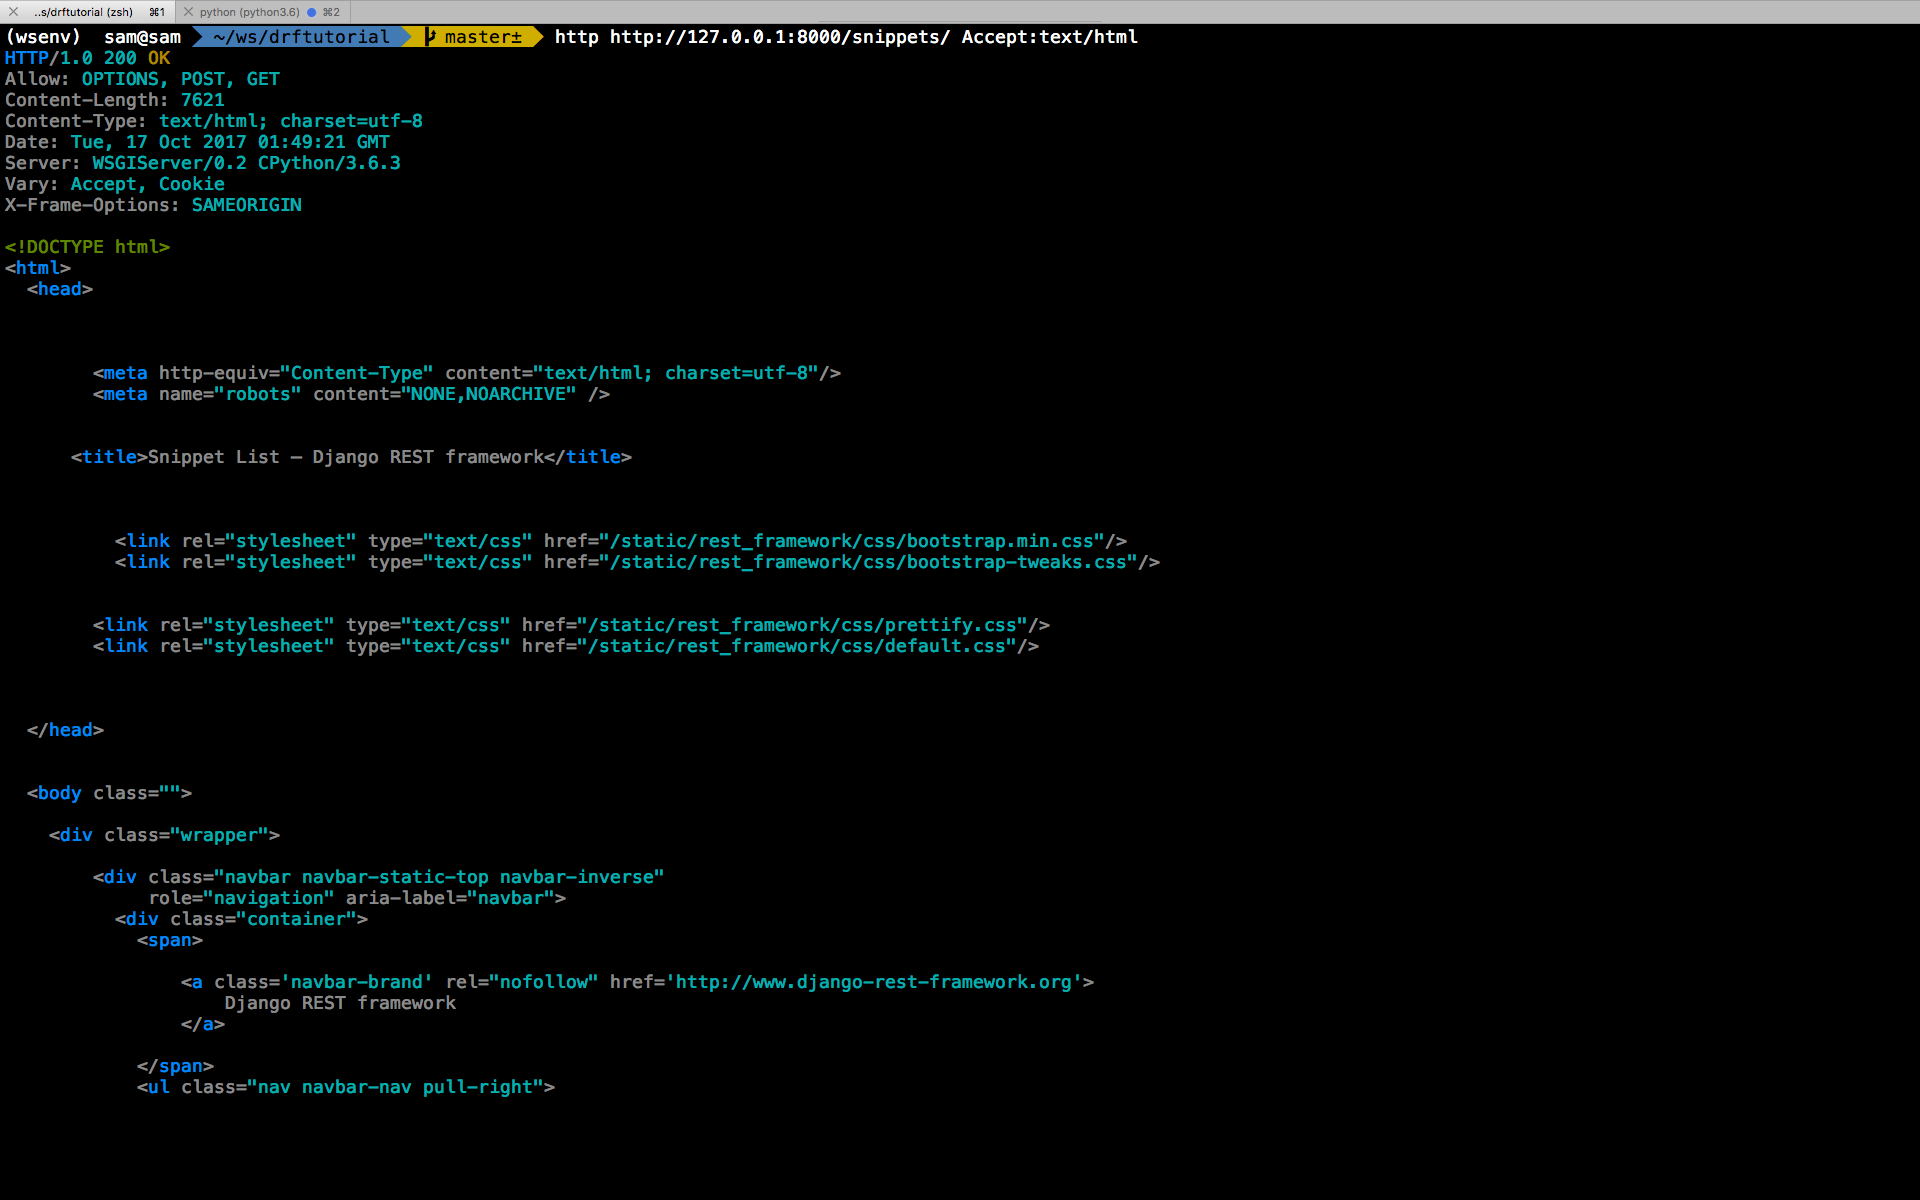 ..s/drftutorial (zsh) ⌘1 python (python3.6) ⌘2
(wsenv) sam@sam ~/ws/drftutorial master± http http://127.0.0.1:8000/snippets/ Accept:text/html
HTTP/1.0 200 OK
Allow: OPTIONS, POST, GET
Content-Length: 7621
Content-Type: text/html; charset=utf-8
Date: Tue, 17 Oct 2017 01:49:21 GMT
Server: WSGIServer/0.2 CPython/3.6.3
Vary: Accept, Cookie
X-Frame-Options: SAMEORIGIN
<!DOCTYPE html>
<html>
<head>
<meta http-equiv="Content-Type" content="text/html; charset=utf-8"/>
<meta name="robots" content="NONE,NOARCHIVE" />
<title>Snippet List – Django REST framework</title>
<link rel="stylesheet" type="text/css" href="/static/rest_framework/css/bootstrap.min.css"/>
<link rel="stylesheet" type="text/css" href="/static/rest_framework/css/bootstrap-tweaks.css"/>
<link rel="stylesheet" type="text/css" href="/static/rest_framework/css/prettify.css"/>
<link rel="stylesheet" type="text/css" href="/static/rest_framework/css/default.css"/>
</head>
<body class="">
<div class="wrapper">
<div class="navbar navbar-static-top navbar-inverse"
role="navigation" aria-label="navbar">
<div class="container">
<span>
<a class='navbar-brand' rel="nofollow" href='http://www.django-rest-framework.org'>
Django REST framework
</a>
</span>
<ul class="nav navbar-nav pull-right">